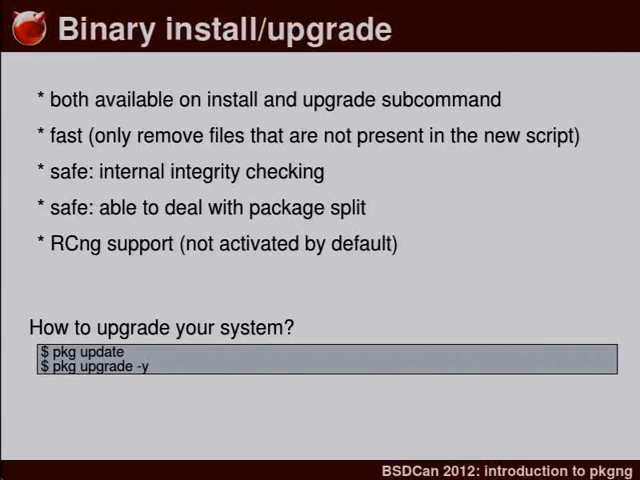 Binary install/upgrade
* both available on install and upgrade subcommand
* fast (only remove files that are not present in the new script)
* safe: internal integrity checking
* safe: able to deal with package split
* RCng support (not activated by default)
How to upgrade your system?
$ pkg update
$ pkg upgrade -y
BSDCan 2012: introduction to pkgng